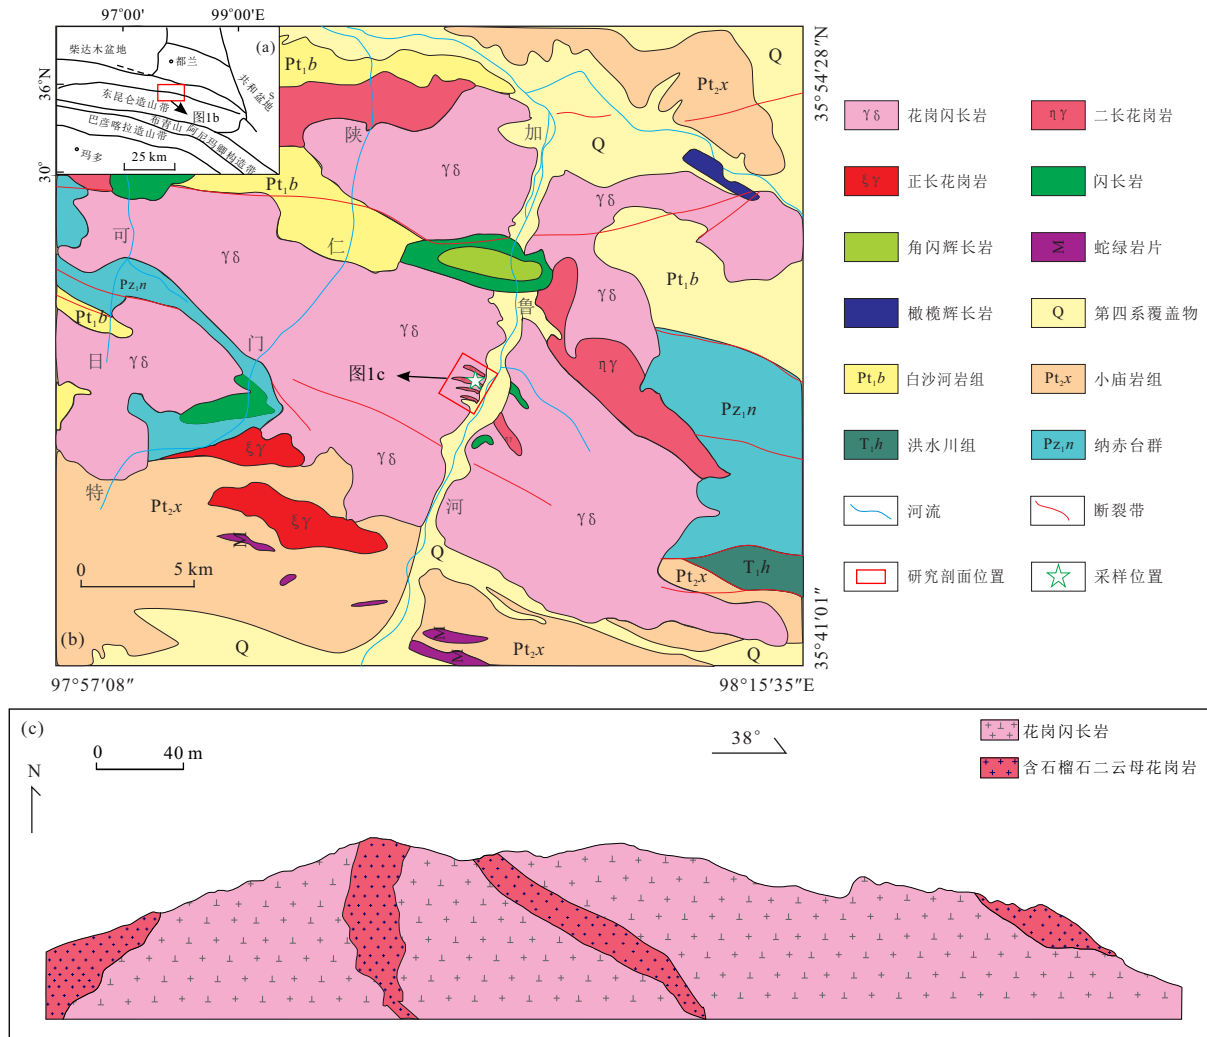 97°00′ 99°00′E
(a)
柴达木盆地
都兰
共和盆地
36°N
东昆仑造山带
图1b
布青山 阿尼玛卿构造带
巴彦喀拉造山带
玛多
25 km
30°
Pt₁b
Q
Pt₂x
35°54′28″N
陕
加
Q
γδ
Pt₁b
γδ
可
仁
γδ
Pt₁b
Pz₁n
γδ
鲁
Pt₁b
γδ
门
日
γδ
图1c
ηγ
Pz₁n
η
ξγ
γδ
特
Pt₂x
河
γδ
ξγ
M
Q
T₁h
Pt₂x
0 5 km
(b)
Q
M
M
Pt₂x
Q
35°41′01″
97°57′08″ 98°15′35″E
γδ 花岗闪长岩
ηγ 二长花岗岩
ξγ 正长花岗岩
闪长岩
角闪辉长岩
M 蛇绿岩片
橄榄辉长岩
Q 第四系覆盖物
Pt₁b 白沙河岩组
Pt₂x 小庙岩组
T₁h 洪水川组
Pz₁n 纳赤台群
河流
断裂带
研究剖面位置
采样位置
(c)
0 40 m
38°
N
花岗闪长岩
含石榴石二云母花岗岩